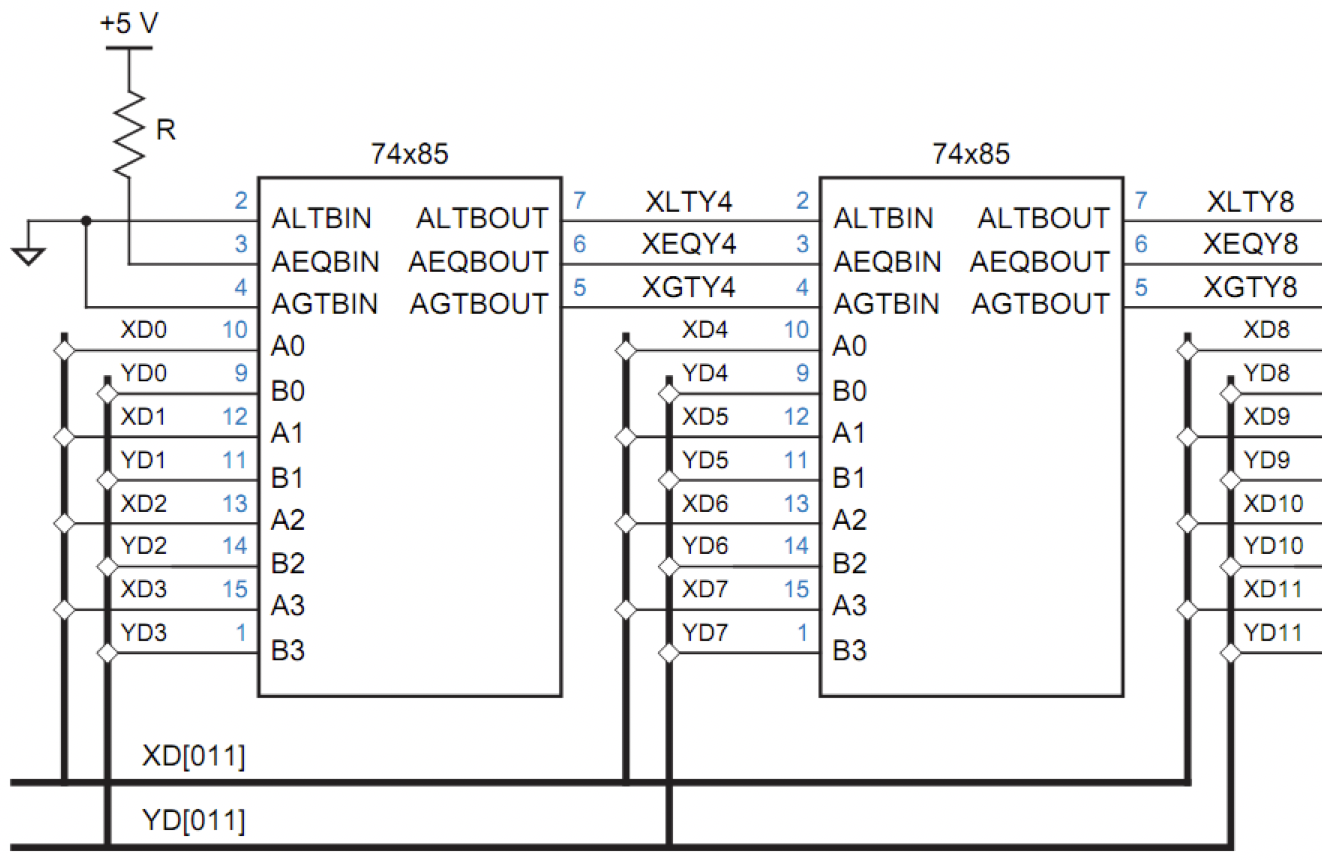 +5 V
R
74x85 74x85
2 7 XLTY4 2 7 XLTY8
ALTBIN ALTBOUT ALTBIN ALTBOUT
3 6 XEQY4 3 6 XEQY8
AEQBIN AEQBOUT AEQBIN AEQBOUT
4 5 XGTY4 4 5 XGTY8
AGTBIN AGTBOUT AGTBIN AGTBOUT
XD0 10 XD4 10 XD8
A0 A0
YD0 9 YD4 9 YD8
B0 B0
XD1 12 XD5 12 XD9
A1 A1
YD1 11 YD5 11 YD9
B1 B1
XD2 13 XD6 13 XD10
A2 A2
YD2 14 YD6 14 YD10
B2 B2
XD3 15 XD7 15 XD11
A3 A3
YD3 1 YD7 1 YD11
B3 B3
XD[011]
YD[011]